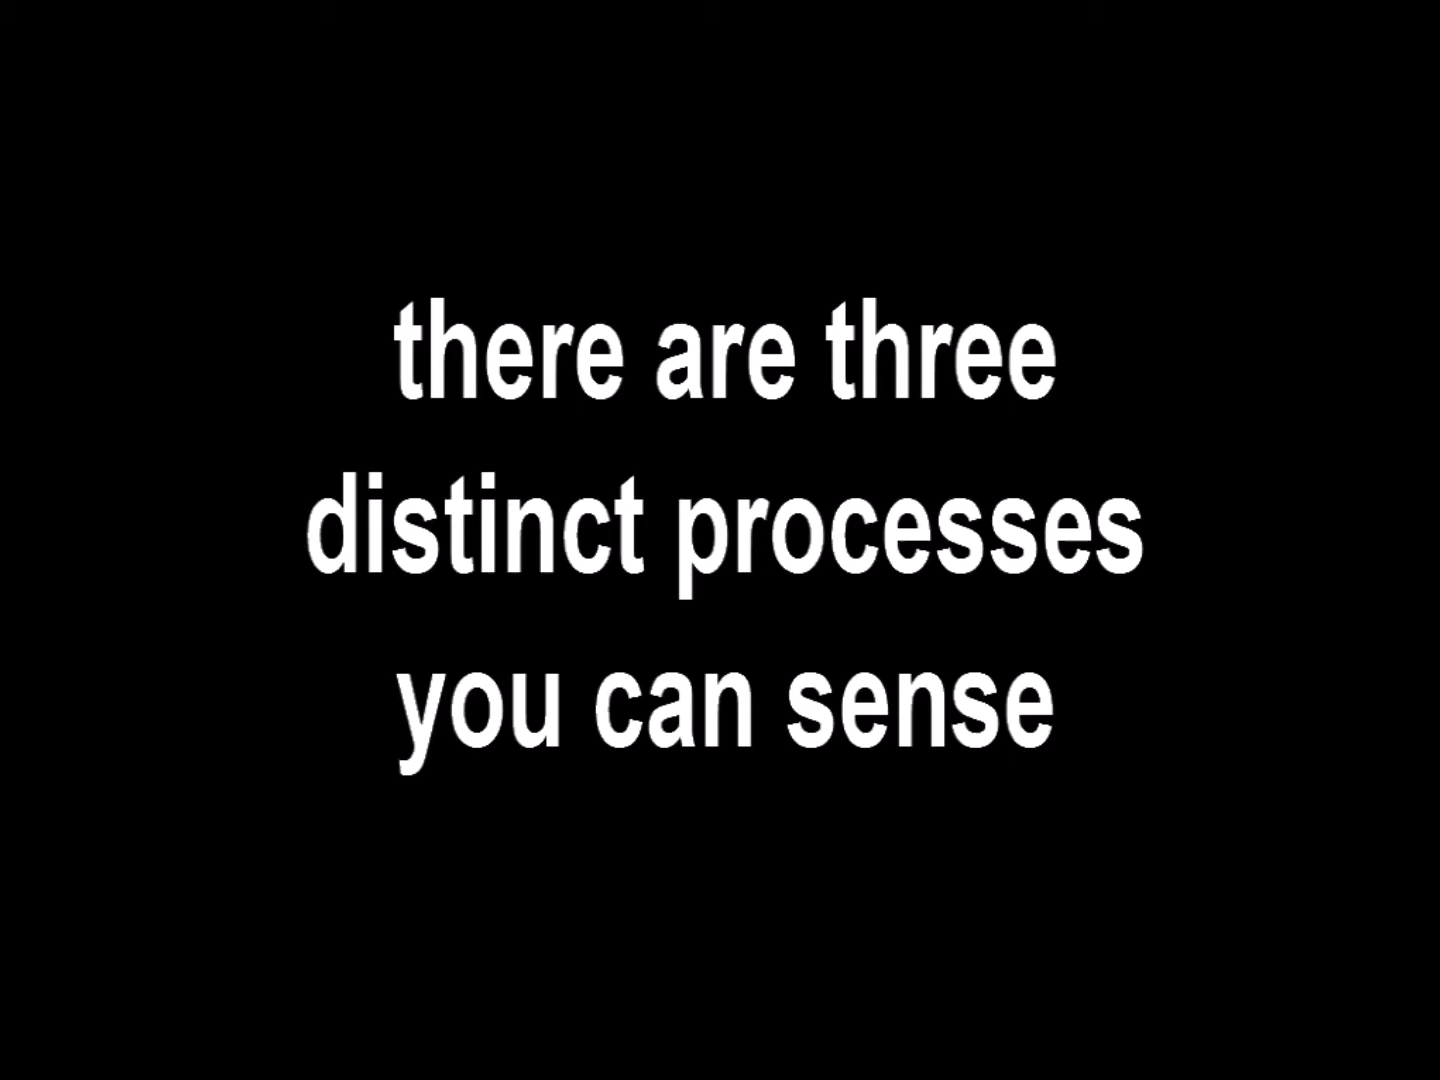 there are three
distinct processes
you can sense